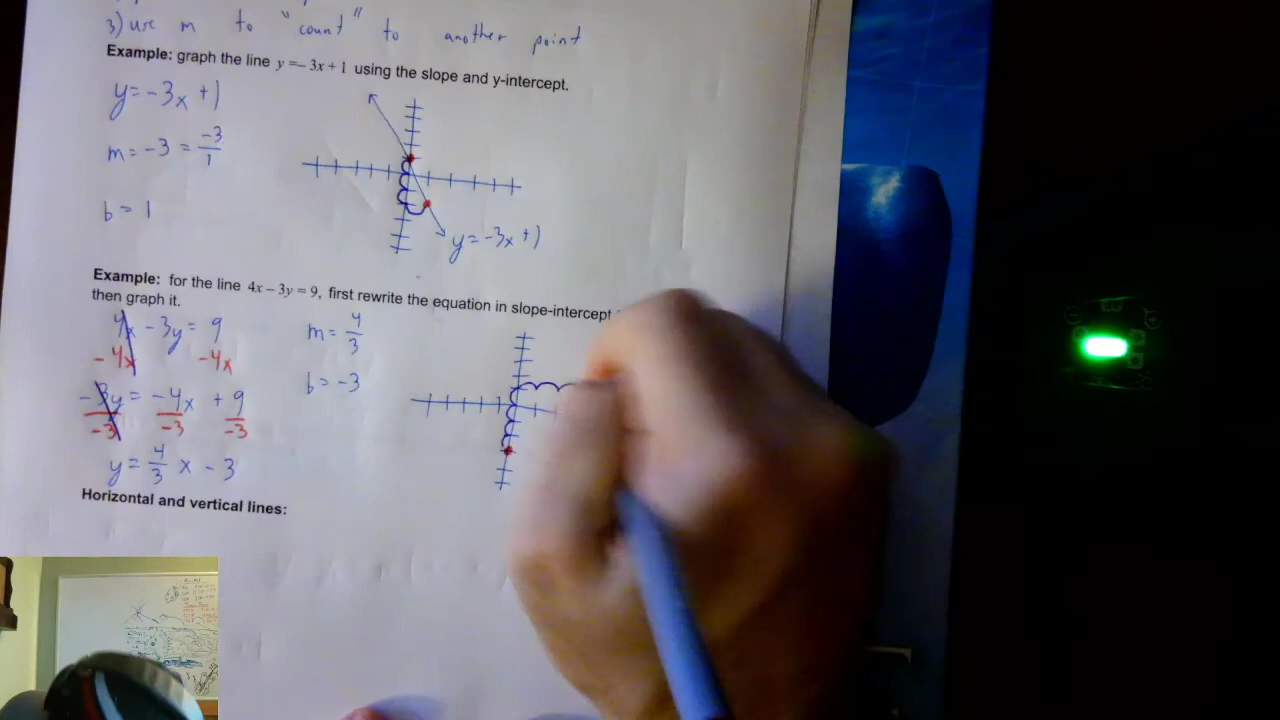 3) use m to "count" to another point
Example: graph the line y = – 3x + 1 using the slope and y-intercept.
y = -3x + 1
m = -3 = -3/1
b = 1
y = -3x + 1
Example: for the line 4x – 3y = 9, first rewrite the equation in slope-intercept
then graph it.
4x - 3y = 9
-4x -4x
-3y = -4x + 9
-3 -3 -3
y = 4/3 x - 3
m = 4/3
b = -3
Horizontal and vertical lines: